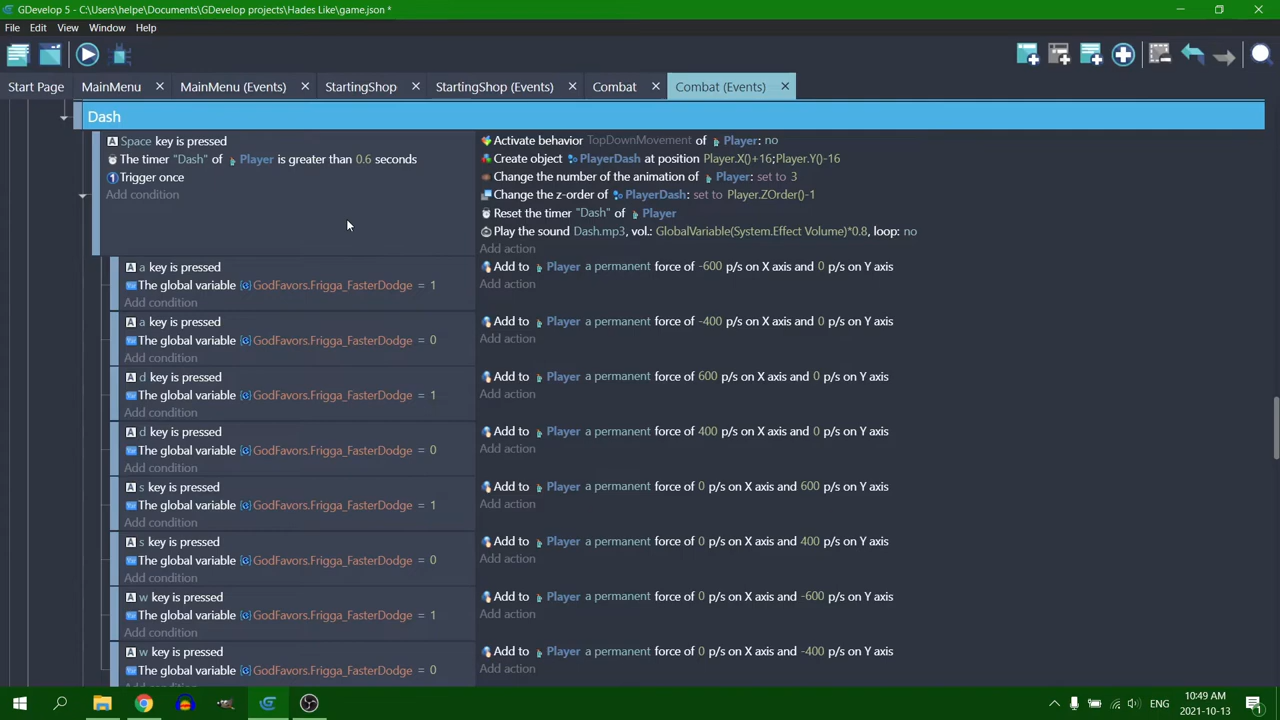 GDevelop 5 - C:\Users\helpe\Documents\GDevelop projects\Hades Like\game.json *
File Edit View Window Help
Start Page MainMenu MainMenu (Events) StartingShop StartingShop (Events) Combat Combat (Events)
Dash
Space key is pressed
The timer "Dash" of Player is greater than 0.6 seconds
Trigger once
Add condition
Activate behavior TopDownMovement of Player: no
Create object PlayerDash at position Player.X()+16;Player.Y()-16
Change the number of the animation of Player: set to 3
Change the z-order of PlayerDash: set to Player.ZOrder()-1
Reset the timer "Dash" of Player
Play the sound Dash.mp3, vol.: GlobalVariable(System.Effect Volume)*0.8, loop: no
Add action
a key is pressed
The global variable GodFavors.Frigga_FasterDodge = 1
Add condition
Add to Player a permanent force of -600 p/s on X axis and 0 p/s on Y axis
Add action
a key is pressed
The global variable GodFavors.Frigga_FasterDodge = 0
Add condition
Add to Player a permanent force of -400 p/s on X axis and 0 p/s on Y axis
Add action
d key is pressed
The global variable GodFavors.Frigga_FasterDodge = 1
Add condition
Add to Player a permanent force of 600 p/s on X axis and 0 p/s on Y axis
Add action
d key is pressed
The global variable GodFavors.Frigga_FasterDodge = 0
Add condition
Add to Player a permanent force of 400 p/s on X axis and 0 p/s on Y axis
Add action
s key is pressed
The global variable GodFavors.Frigga_FasterDodge = 1
Add condition
Add to Player a permanent force of 0 p/s on X axis and 600 p/s on Y axis
Add action
s key is pressed
The global variable GodFavors.Frigga_FasterDodge = 0
Add condition
Add to Player a permanent force of 0 p/s on X axis and 400 p/s on Y axis
Add action
w key is pressed
The global variable GodFavors.Frigga_FasterDodge = 1
Add condition
Add to Player a permanent force of 0 p/s on X axis and -600 p/s on Y axis
Add action
w key is pressed
The global variable GodFavors.Frigga_FasterDodge = 0
Add to Player a permanent force of 0 p/s on X axis and -400 p/s on Y axis
Add action
ENG
10:49 AM
2021-10-13